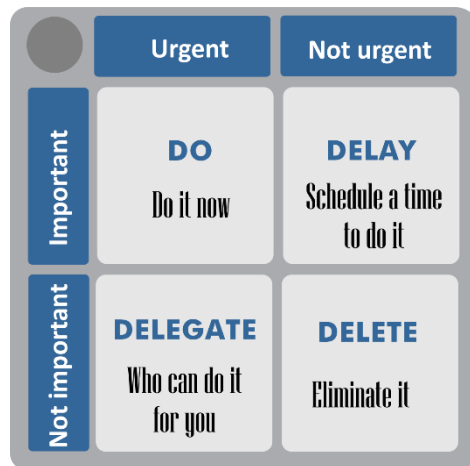 Urgent
Not urgent
Important
DO
Do it now
DELAY
Schedule a time
to do it
Not important
DELEGATE
Who can do it
for you
DELETE
Eliminate it